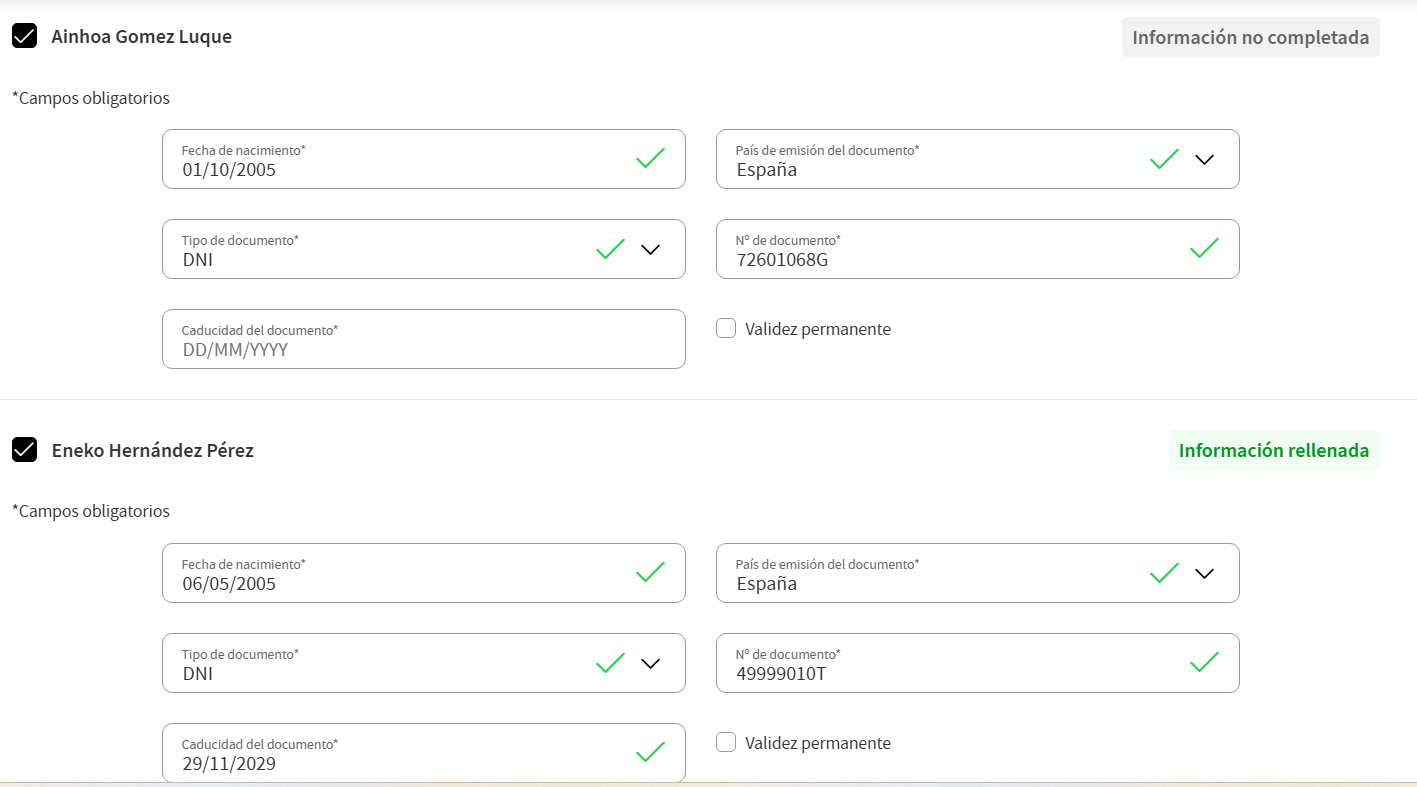 Ainhoa Gomez Luque
Información no completada
*Campos obligatorios
Fecha de nacimiento*
01/10/2005
País de emisión del documento*
España
Tipo de documento*
DNI
Nº de documento*
72601068G
Caducidad del documento*
DD/MM/YYYY
Validez permanente
Eneko Hernández Pérez
Información rellenada
*Campos obligatorios
Fecha de nacimiento*
06/05/2005
País de emisión del documento*
España
Tipo de documento*
DNI
Nº de documento*
49999010T
Caducidad del documento*
29/11/2029
Validez permanente